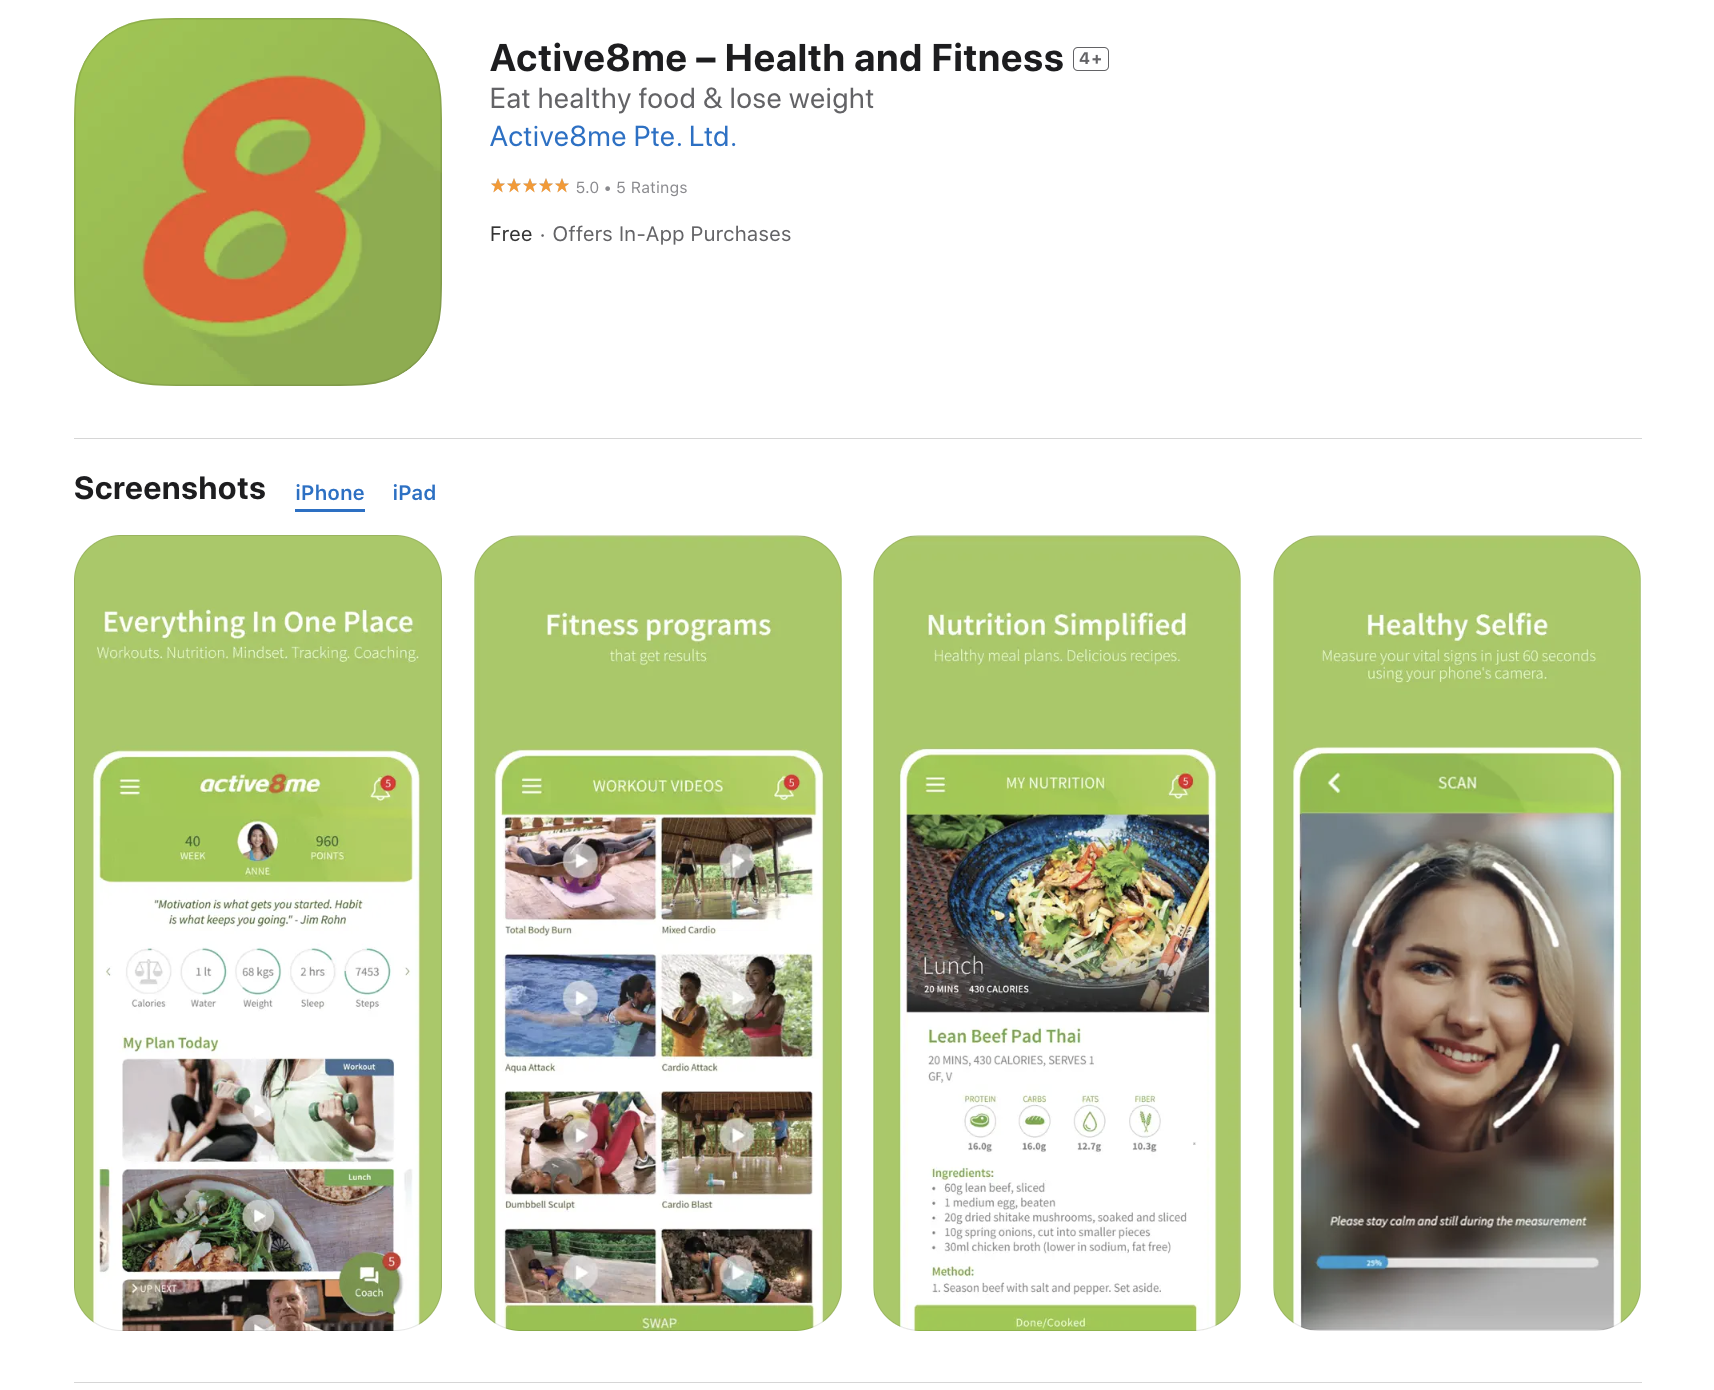 8
Active8me – Health and Fitness 4+
Eat healthy food & lose weight
Active8me Pte. Ltd.
5.0 • 5 Ratings
Free · Offers In-App Purchases
Screenshots iPhone iPad
Everything In One Place
Workouts. Nutrition. Mindset. Tracking. Coaching.
active8me 5
40 960
WEEK POINTS
ANNE
"Motivation is what gets you started. Habit
is what keeps you going." - Jim Rohn
1 lt 68 kgs 2 hrs 7453
Calories Water Weight Sleep Steps
My Plan Today
Workout
Lunch
5
Coach
UP NEXT
Fitness programs
that get results
WORKOUT VIDEOS 5
Total Body Burn Mixed Cardio
Aqua Attack Cardio Attack
Dumbbell Sculpt Cardio Blast
SWAP
Nutrition Simplified
Healthy meal plans. Delicious recipes.
MY NUTRITION 5
Lunch
20 MINS 430 CALORIES
Lean Beef Pad Thai
20 MINS, 430 CALORIES, SERVES 1
GF, V
PROTEIN CARBS FATS FIBER
16.0g 16.0g 12.7g 10.3g
Ingredients:
• 60g lean beef, sliced
• 1 medium egg, beaten
• 20g dried shitake mushrooms, soaked and sliced
• 10g spring onions, cut into smaller pieces
• 30ml chicken broth (lower in sodium, fat free)
Method:
1. Season beef with salt and pepper. Set aside.
Done/Cooked
Healthy Selfie
Measure your vital signs in just 60 seconds
using your phone's camera.
SCAN
Please stay calm and still during the measurement
25%